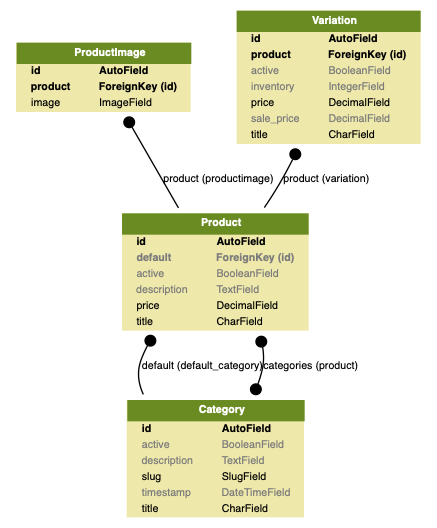 Variation
id AutoField
product ForeignKey (id)
active BooleanField
inventory IntegerField
price DecimalField
sale_price DecimalField
title CharField
ProductImage
id AutoField
product ForeignKey (id)
image ImageField
product (productimage)
product (variation)
Product
id AutoField
default ForeignKey (id)
active BooleanField
description TextField
price DecimalField
title CharField
default (default_category)
categories (product)
Category
id AutoField
active BooleanField
description TextField
slug SlugField
timestamp DateTimeField
title CharField